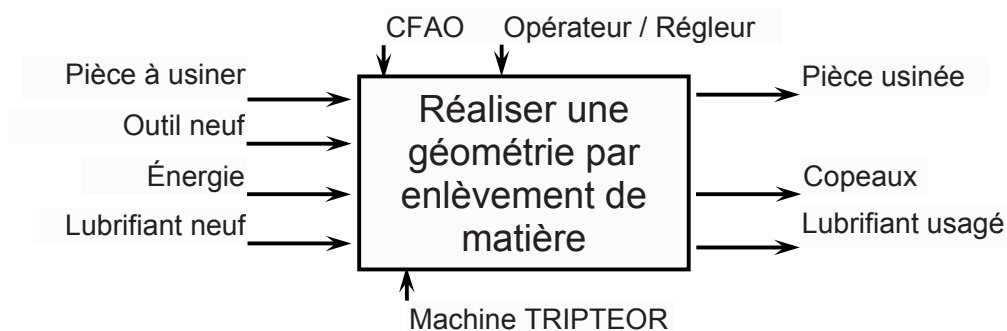 CFAO
Opérateur / Régleur
Pièce à usiner
Outil neuf
Énergie
Lubrifiant neuf
Réaliser une
géométrie par
enlèvement de
matière
Pièce usinée
Copeaux
Lubrifiant usagé
Machine TRIPTEOR